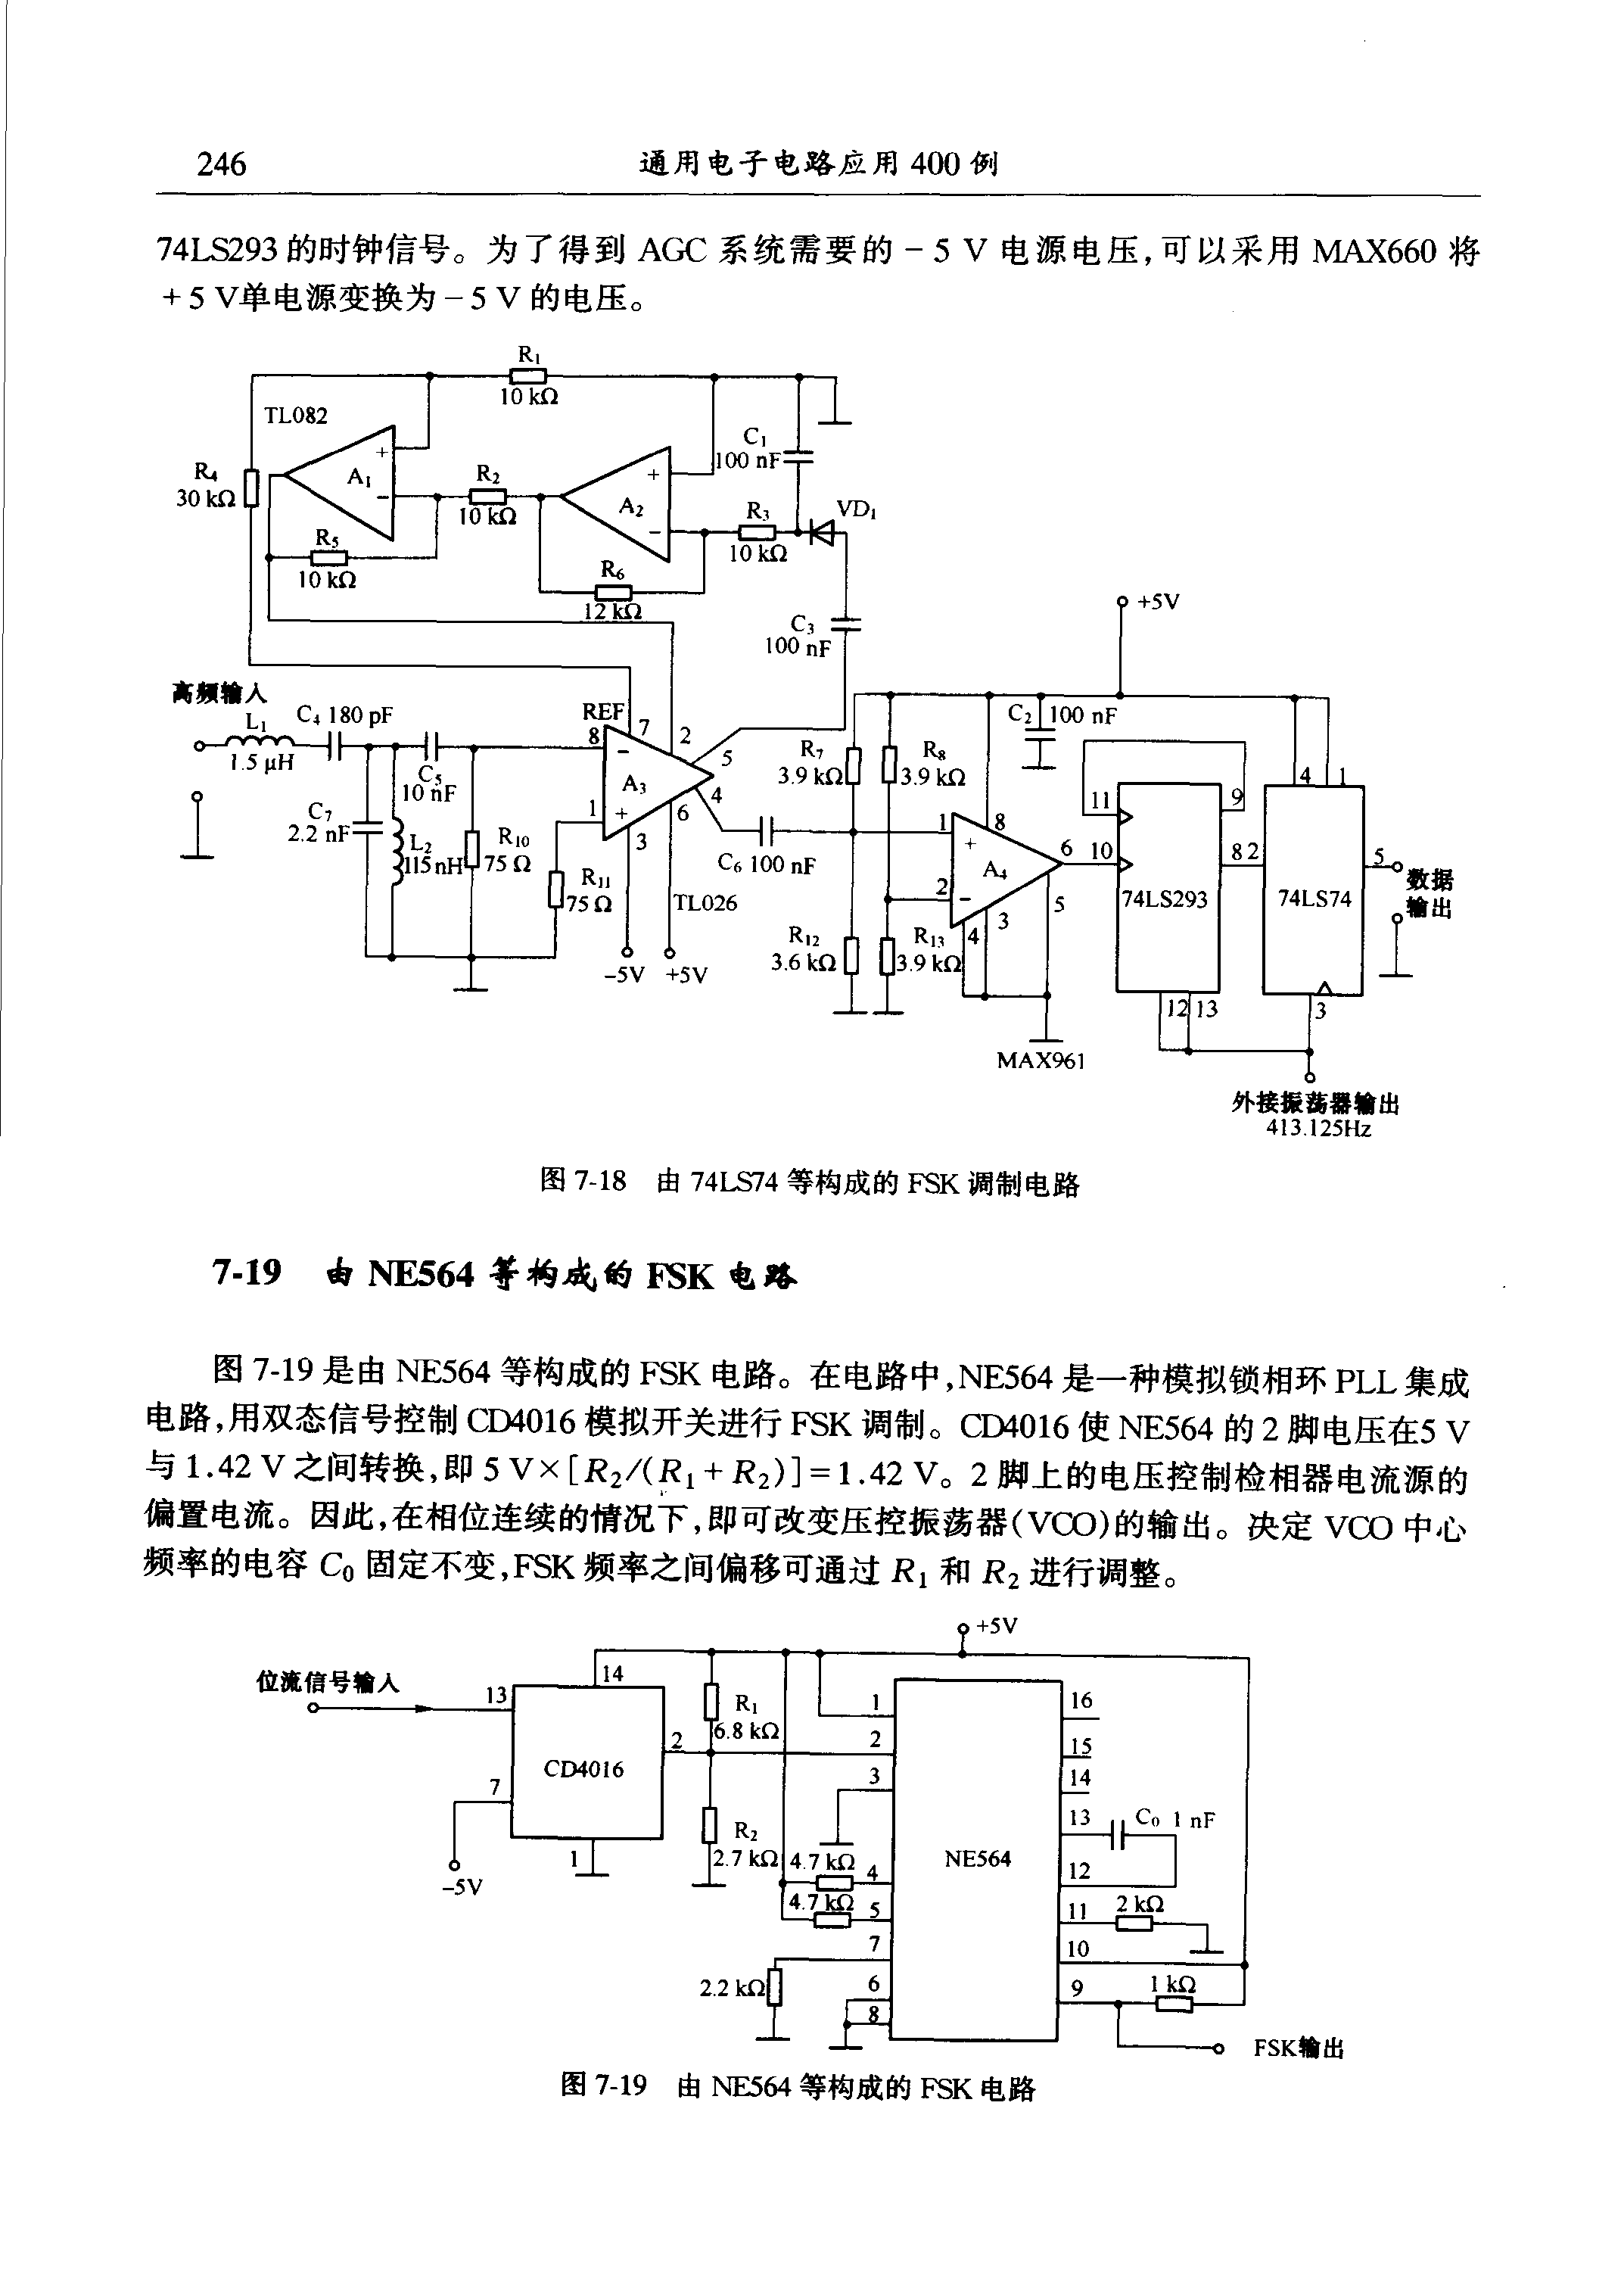 246 通用电子电路应用 400 例
74LS293 的时钟信号。为了得到 AGC 系统需要的 - 5 V 电源电压,可以采用 MAX660 将
+ 5 V单电源变换为 - 5 V 的电压。
R1
10 kΩ
TL082
C1
100 nF
R4
30 kΩ
A1
+
-
R2
10 kΩ
A2
+
-
R3
10 kΩ
VD1
R5
10 kΩ
R6
12 kΩ
C3
100 nF
+5V
高频输入
L1
1.5 μH
C4 180 pF
C5
10 nF
C7
2.2 nF
L2
115nH
R10
75 Ω
R11
75 Ω
REF
7
8
2
5
A3
-
+
4
1
6
3
TL026
-5V
+5V
C6 100 nF
R7
3.9 kΩ
R8
3.9 kΩ
R12
3.6 kΩ
R13
3.9 kΩ
C2 100 nF
1
8
+
A4
-
2
6
3
4
5
MAX961
11
9
10
8
74LS293
12 13
4
1
2
74LS74
5
3
数据
输出
外接振荡器输出
413.125Hz
图 7-18 由 74LS74 等构成的 FSK 调制电路
7-19 由 NE564 等构成的 FSK 电路
图 7-19 是由 NE564 等构成的 FSK 电路。在电路中,NE564 是一种模拟锁相环 PLL 集成
电路,用双态信号控制 CD4016 模拟开关进行 FSK 调制。CD4016 使 NE564 的 2 脚电压在5 V
与 1.42 V 之间转换,即 5 V×[R2/(R1+R2)]=1.42 V。2 脚上的电压控制检相器电流源的
偏置电流。因此,在相位连续的情况下,即可改变压控振荡器(VCO)的输出。决定 VCO 中心
频率的电容 C0 固定不变,FSK 频率之间偏移可通过 R1 和 R2 进行调整。
+5V
位流信号输入
13
14
2
CD4016
7
1
-5V
R1
6.8 kΩ
R2
2.7 kΩ
4.7 kΩ
4.7 kΩ
2.2 kΩ
1
2
3
4
5
7
6
8
NE564
16
15
14
13
12
11
10
9
C0 1 nF
2 kΩ
1 kΩ
FSK输出
图 7-19 由 NE564 等构成的 FSK 电路